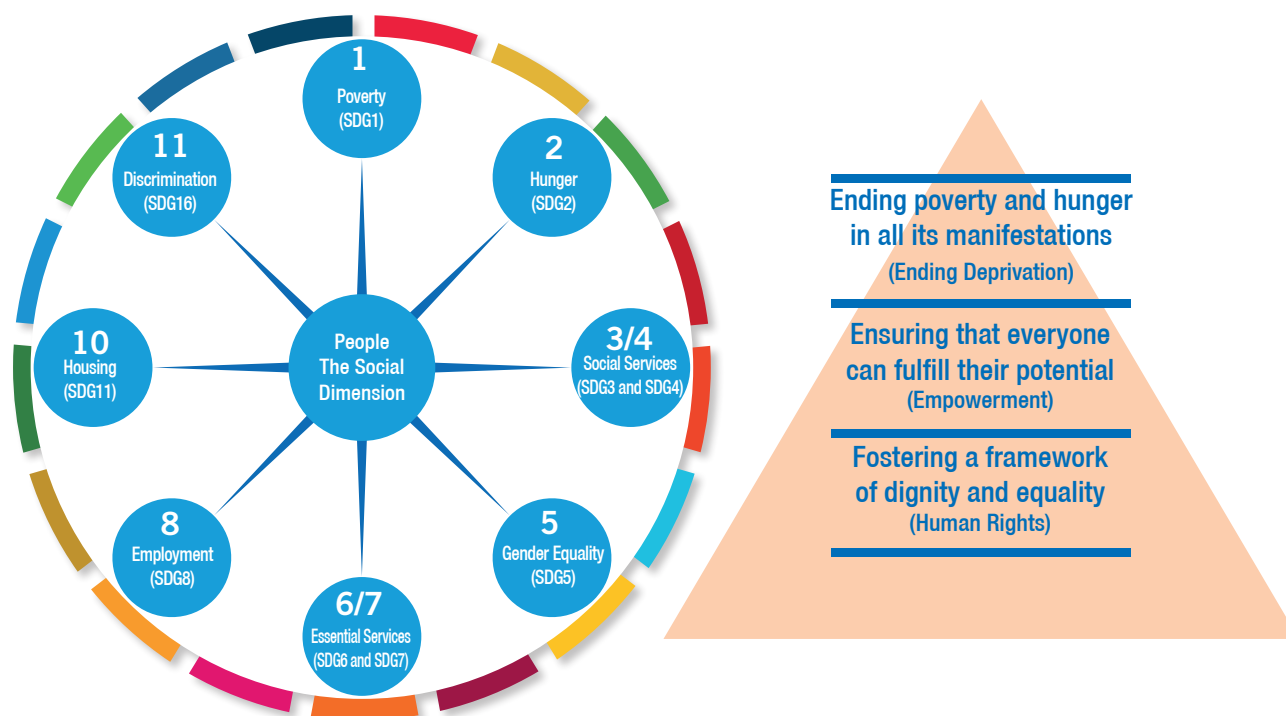 1
Poverty
(SDG1)
2
Hunger
(SDG2)
3/4
Social Services
(SDG3 and SDG4)
5
Gender Equality
(SDG5)
6/7
Essential Services
(SDG6 and SDG7)
8
Employment
(SDG8)
10
Housing
(SDG11)
11
Discrimination
(SDG16)
People
The Social
Dimension
Ending poverty and hunger
in all its manifestations
(Ending Deprivation)
Ensuring that everyone
can fulfill their potential
(Empowerment)
Fostering a framework
of dignity and equality
(Human Rights)